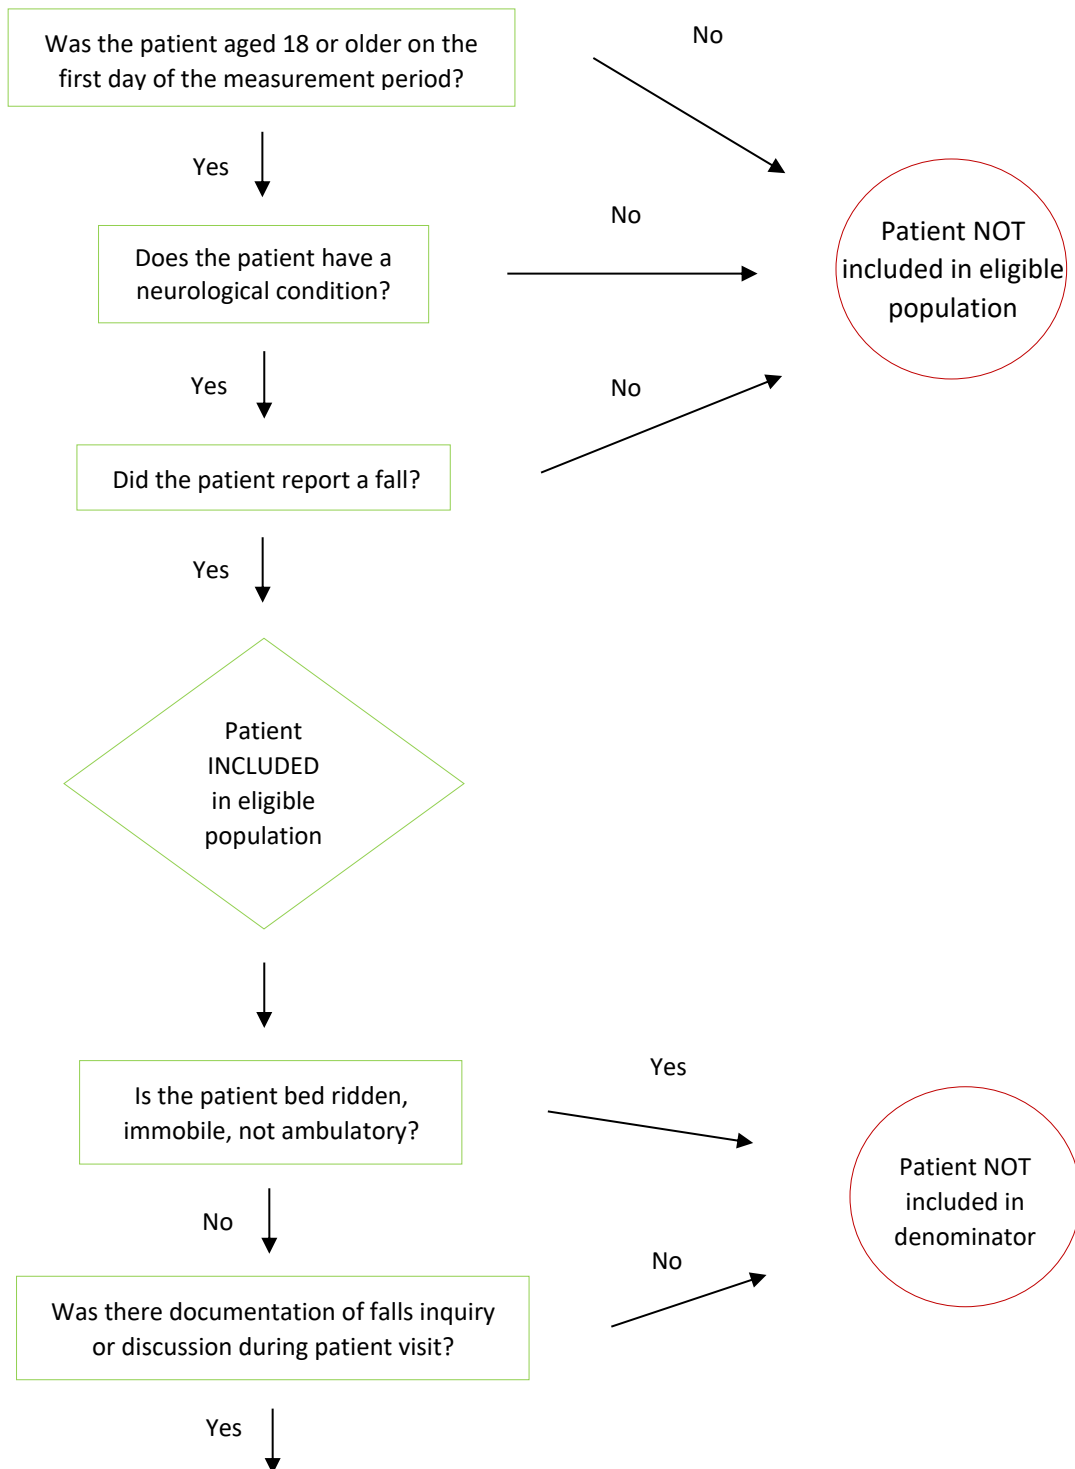 Was the patient aged 18 or older on the
first day of the measurement period?
No
Yes
Does the patient have a
neurological condition?
No
Patient NOT
included in eligible
population
Yes
No
Did the patient report a fall?
Yes
Patient
INCLUDED
in eligible
population
Is the patient bed ridden,
immobile, not ambulatory?
Yes
Patient NOT
included in
denominator
No
No
Was there documentation of falls inquiry
or discussion during patient visit?
Yes